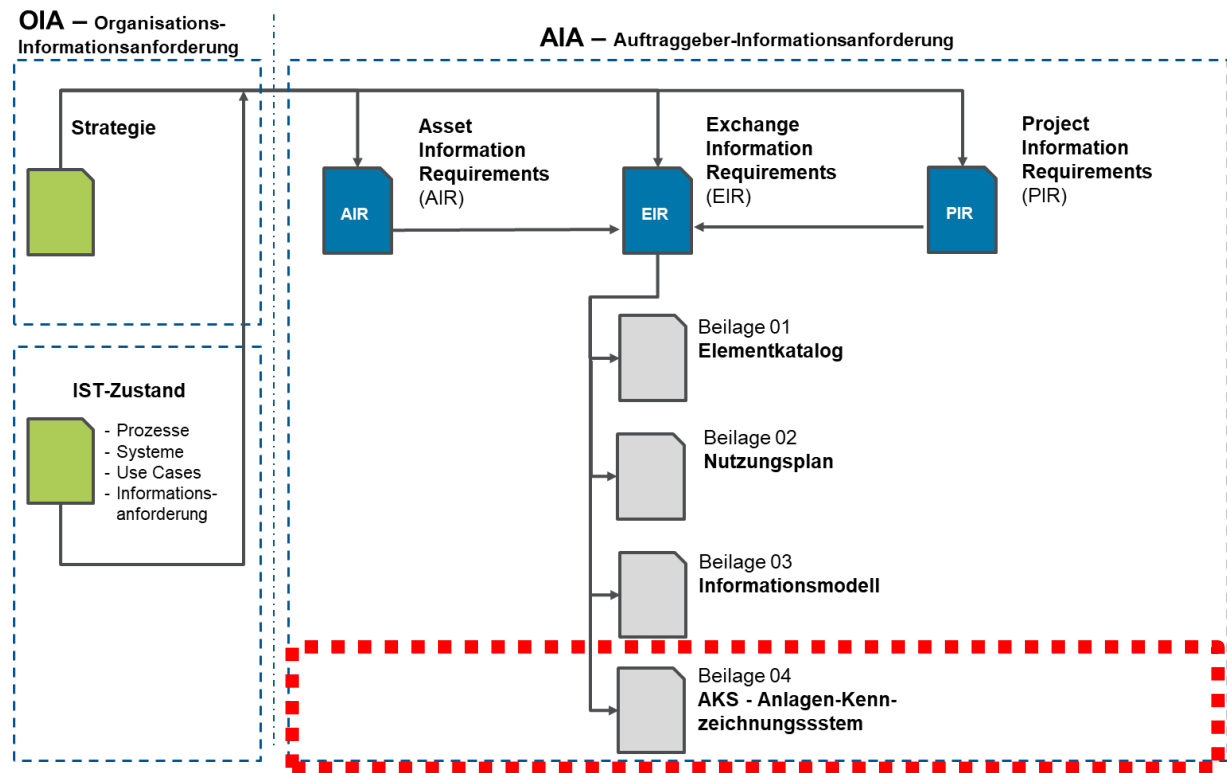 OIA – Organisations-
Informationsanforderung
AIA – Auftraggeber-Informationsanforderung
Strategie
Asset
Information
Requirements
(AIR)
Exchange
Information
Requirements
(EIR)
Project
Information
Requirements
(PIR)
AIR
EIR
PIR
IST-Zustand
- Prozesse
- Systeme
- Use Cases
- Informations-
anforderung
Beilage 01
Elementkatalog
Beilage 02
Nutzungsplan
Beilage 03
Informationsmodell
Beilage 04
AKS - Anlagen-Kenn-
zeichnungssstem